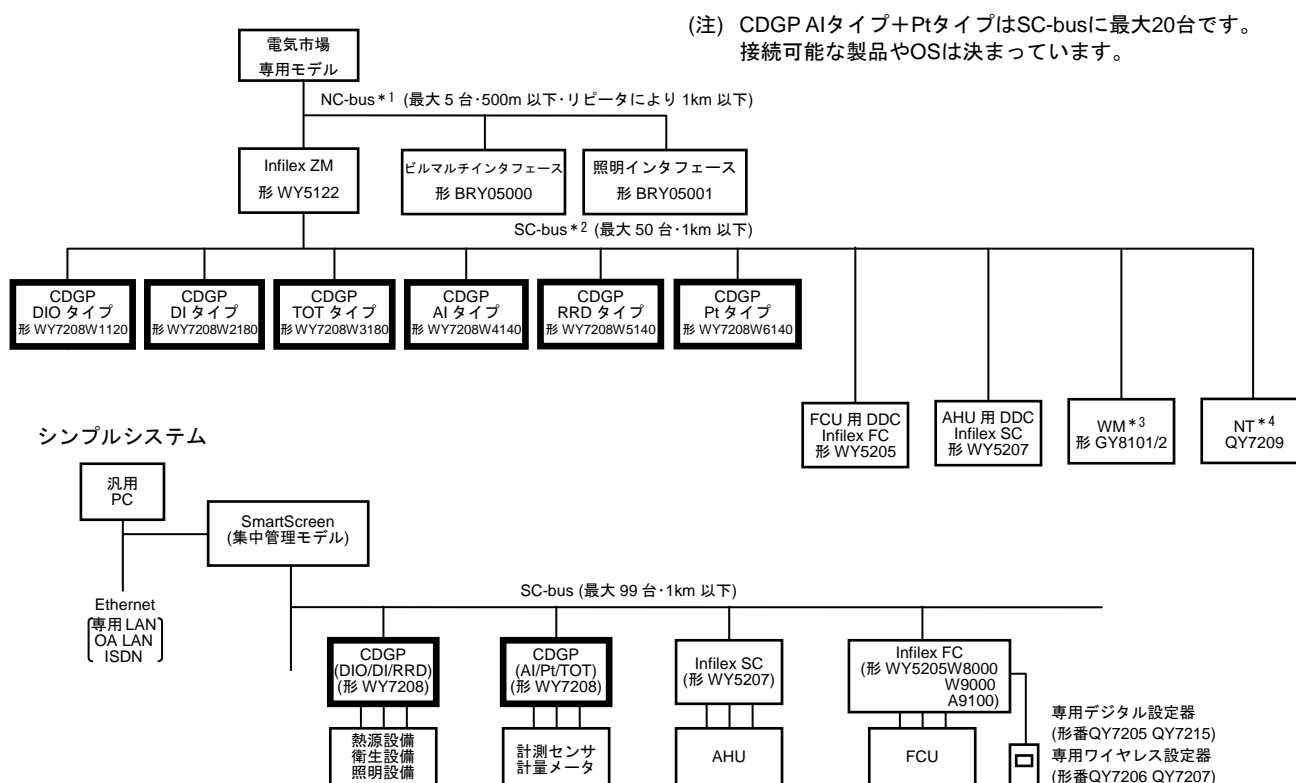 (注) CDGP AIタイプ+PtタイプはSC-busに最大20台です。
接続可能な製品やOSは決まっています。
電気市場
専用モデル
NC-bus*1 (最大 5 台･500m 以下･リピータにより 1km 以下)
Infilex ZM
形 WY5122
ビルマルチインタフェース
形 BRY05000
照明インタフェース
形 BRY05001
SC-bus*2 (最大 50 台･1km 以下)
CDGP
DIO タイプ
形 WY7208W1120
CDGP
DI タイプ
形 WY7208W2180
CDGP
TOT タイプ
形 WY7208W3180
CDGP
AI タイプ
形 WY7208W4140
CDGP
RRD タイプ
形 WY7208W5140
CDGP
Pt タイプ
形 WY7208W6140
FCU 用 DDC
Infilex FC
形 WY5205
AHU 用 DDC
Infilex SC
形 WY5207
WM*3
形 GY8101/2
NT*4
QY7209
シンプルシステム
汎用
PC
SmartScreen
(集中管理モデル)
Ethernet
専用 LAN
OA LAN
ISDN
SC-bus (最大 99 台･1km 以下)
CDGP
(DIO/DI/RRD)
(形 WY7208)
CDGP
(AI/Pt/TOT)
(形 WY7208)
Infilex SC
(形 WY5207)
Infilex FC
(形 WY5205W8000
W9000
A9100)
熱源設備
衛生設備
照明設備
計測センサ
計量メータ
AHU
FCU
専用デジタル設定器
(形番QY7205 QY7215)
専用ワイヤレス設定器
(形番QY7206 QY7207)